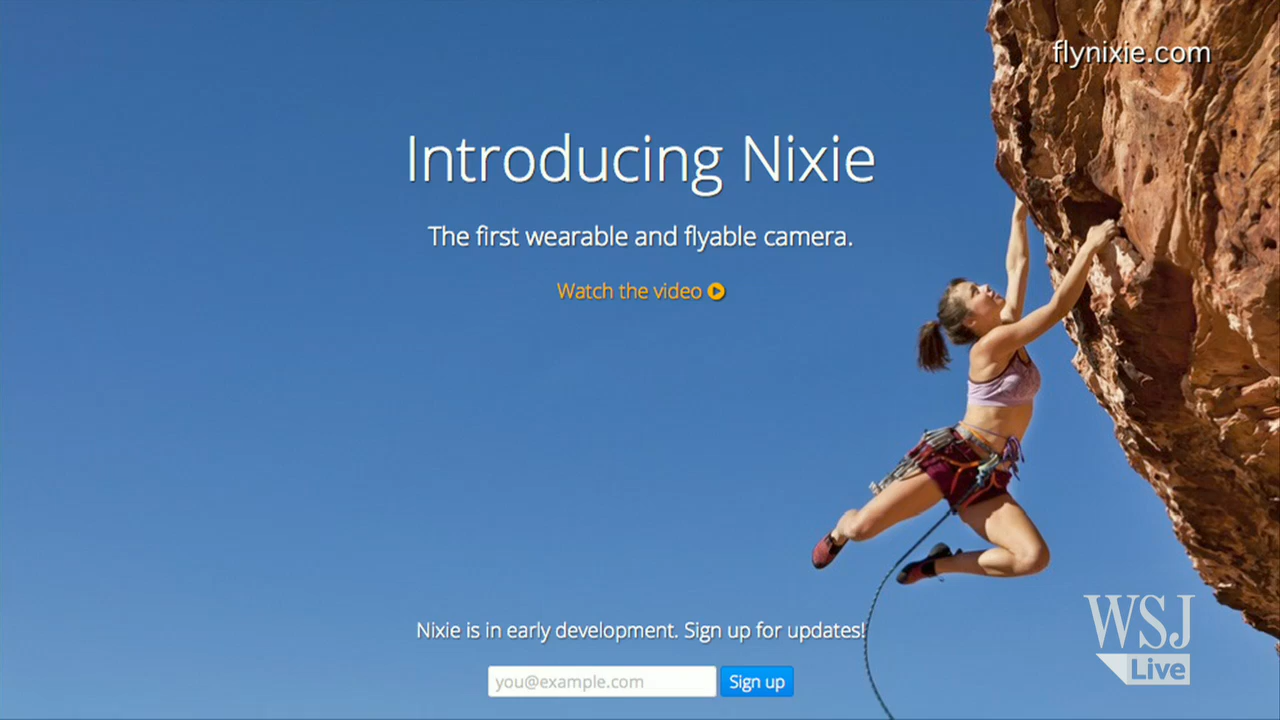 flynixie.com
Introducing Nixie
The first wearable and flyable camera.
Watch the video
Nixie is in early development. Sign up for updates!
you@example.com
Sign up
WSJ
Live